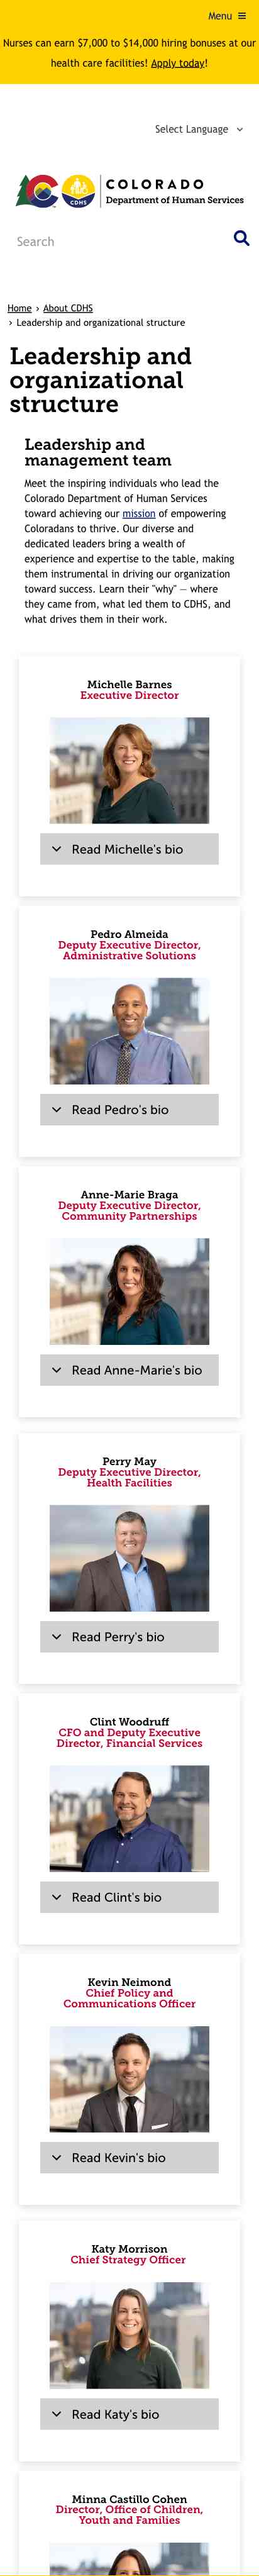 Menu ≡
Nurses can earn $7,000 to $14,000 hiring bonuses at our
health care facilities! Apply today!
Select Language
COLORADO
CDHS
Department of Human Services
Search
Home › About CDHS
› Leadership and organizational structure
Leadership and
organizational
structure
Leadership and
management team
Meet the inspiring individuals who lead the
Colorado Department of Human Services
toward achieving our mission of empowering
Coloradans to thrive. Our diverse and
dedicated leaders bring a wealth of
experience and expertise to the table, making
them instrumental in driving our organization
toward success. Learn their "why" — where
they came from, what led them to CDHS, and
what drives them in their work.
Michelle Barnes
Executive Director
Read Michelle's bio
Pedro Almeida
Deputy Executive Director,
Administrative Solutions
Read Pedro's bio
Anne-Marie Braga
Deputy Executive Director,
Community Partnerships
Read Anne-Marie's bio
Perry May
Deputy Executive Director,
Health Facilities
Read Perry's bio
Clint Woodruff
CFO and Deputy Executive
Director, Financial Services
Read Clint's bio
Kevin Neimond
Chief Policy and
Communications Officer
Read Kevin's bio
Katy Morrison
Chief Strategy Officer
Read Katy's bio
Minna Castillo Cohen
Director, Office of Children,
Youth and Families